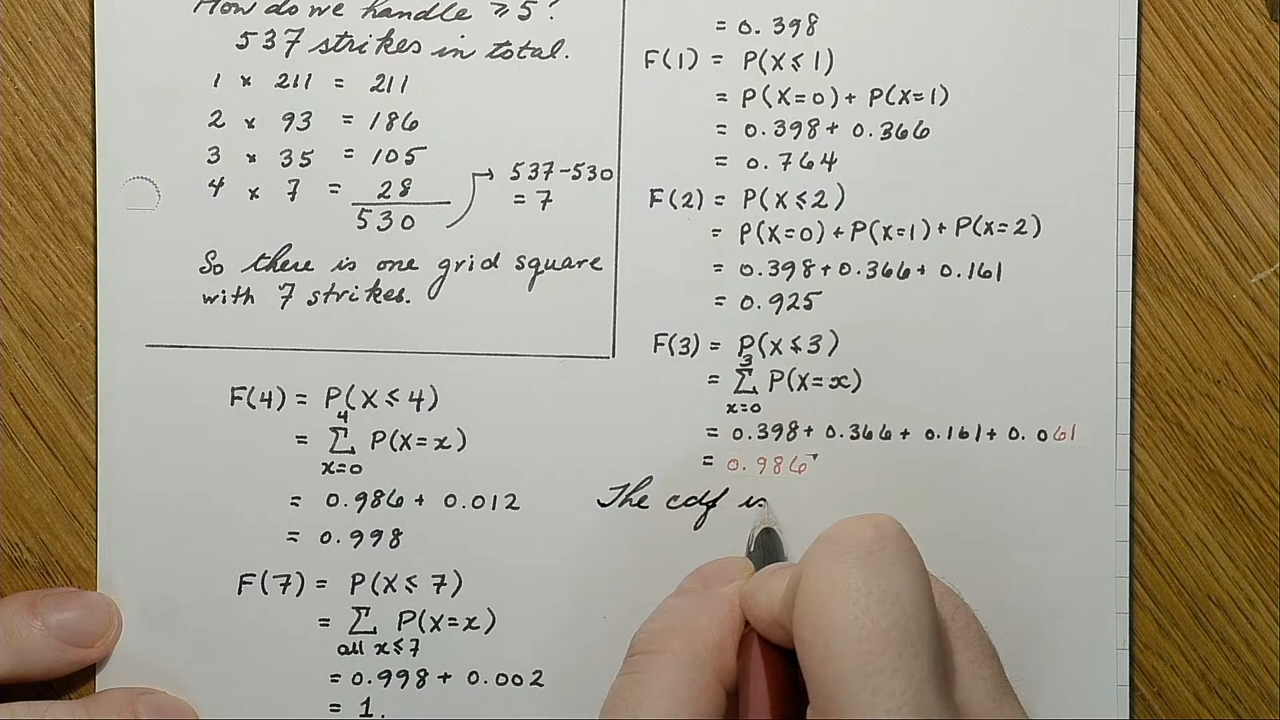 How do we handle ⩾5?
537 strikes in total.
1 × 211 = 211
2 × 93 = 186
3 × 35 = 105
4 × 7 = 28
530
537-530
= 7
So there is one grid square
with 7 strikes.
F(4) = P(X⩽4)
4
= Σ P(X=x)
x=0
= 0.986 + 0.012
= 0.998
F(7) = P(X⩽7)
= Σ P(X=x)
all x⩽7
= 0.998 + 0.002
= 1.
= 0.398
F(1) = P(X⩽1)
= P(X=0) + P(X=1)
= 0.398 + 0.366
= 0.764
F(2) = P(X⩽2)
= P(X=0) + P(X=1) + P(X=2)
= 0.398 + 0.366 + 0.161
= 0.925
F(3) = P(X⩽3)
3
= Σ P(X=x)
x=0
= 0.398 + 0.366 + 0.161 + 0.061
= 0.986
The cdf is